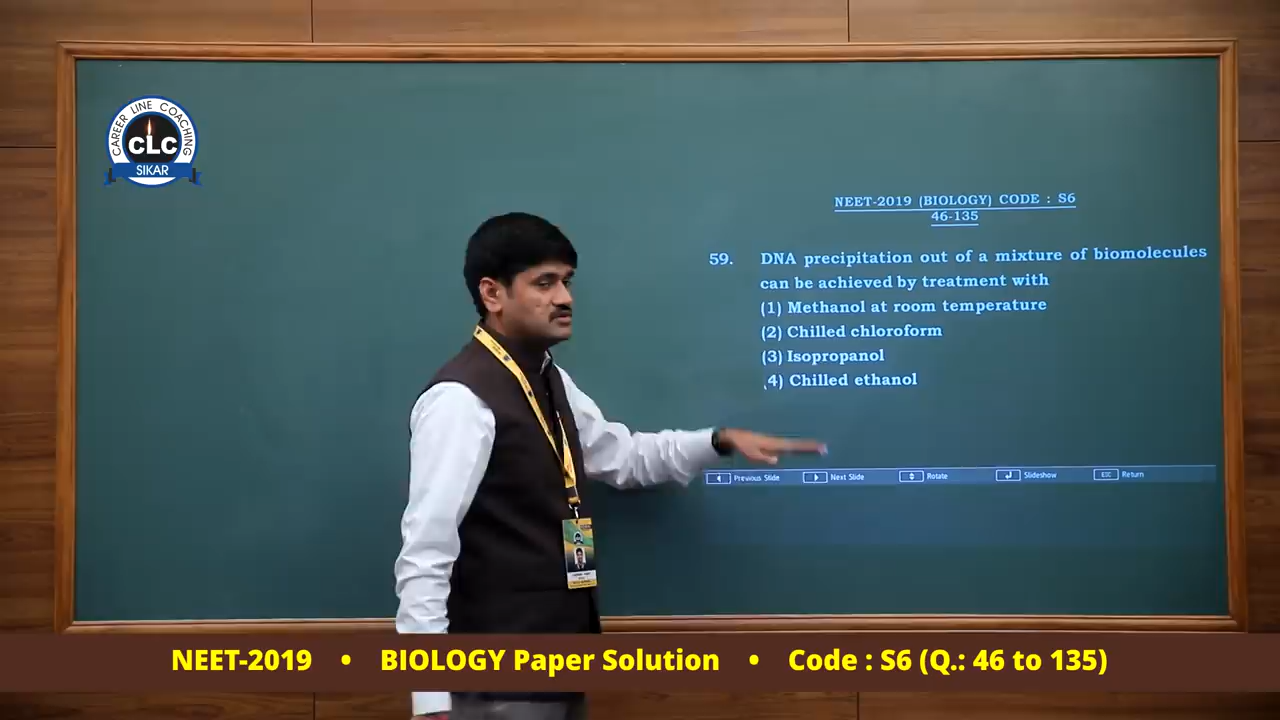 CAREER LINE COACHING
CLC
SIKAR
NEET-2019 (BIOLOGY) CODE : S6
46-135
59. DNA precipitation out of a mixture of biomolecules
can be achieved by treatment with
(1) Methanol at room temperature
(2) Chilled chloroform
(3) Isopropanol
(4) Chilled ethanol
Previous Slide Next Slide Rotate Slideshow ESC Return
NEET-2019 • BIOLOGY Paper Solution • Code : S6 (Q.: 46 to 135)